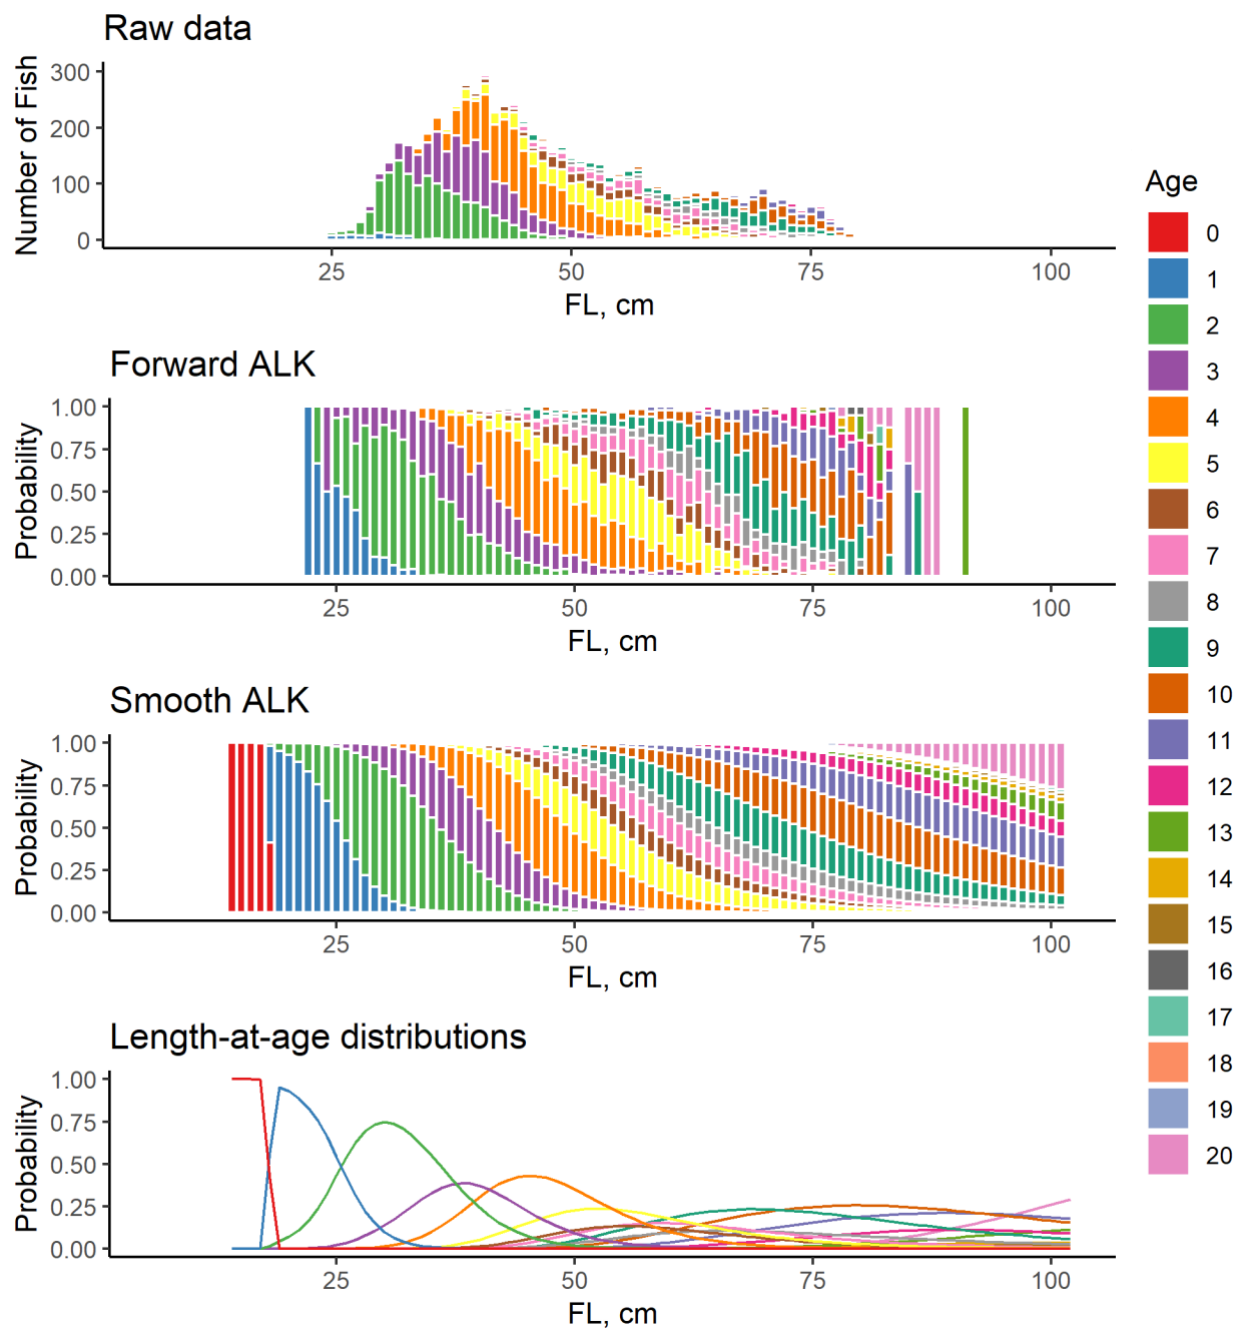 Raw data
Number of Fish
300
200
100
0
25 50 75 100
FL, cm
Forward ALK
Probability
1.00
0.75
0.50
0.25
0.00
25 50 75 100
FL, cm
Smooth ALK
Probability
1.00
0.75
0.50
0.25
0.00
25 50 75 100
FL, cm
Length-at-age distributions
Probability
1.00
0.75
0.50
0.25
0.00
25 50 75 100
FL, cm
Age
0
1
2
3
4
5
6
7
8
9
10
11
12
13
14
15
16
17
18
19
20